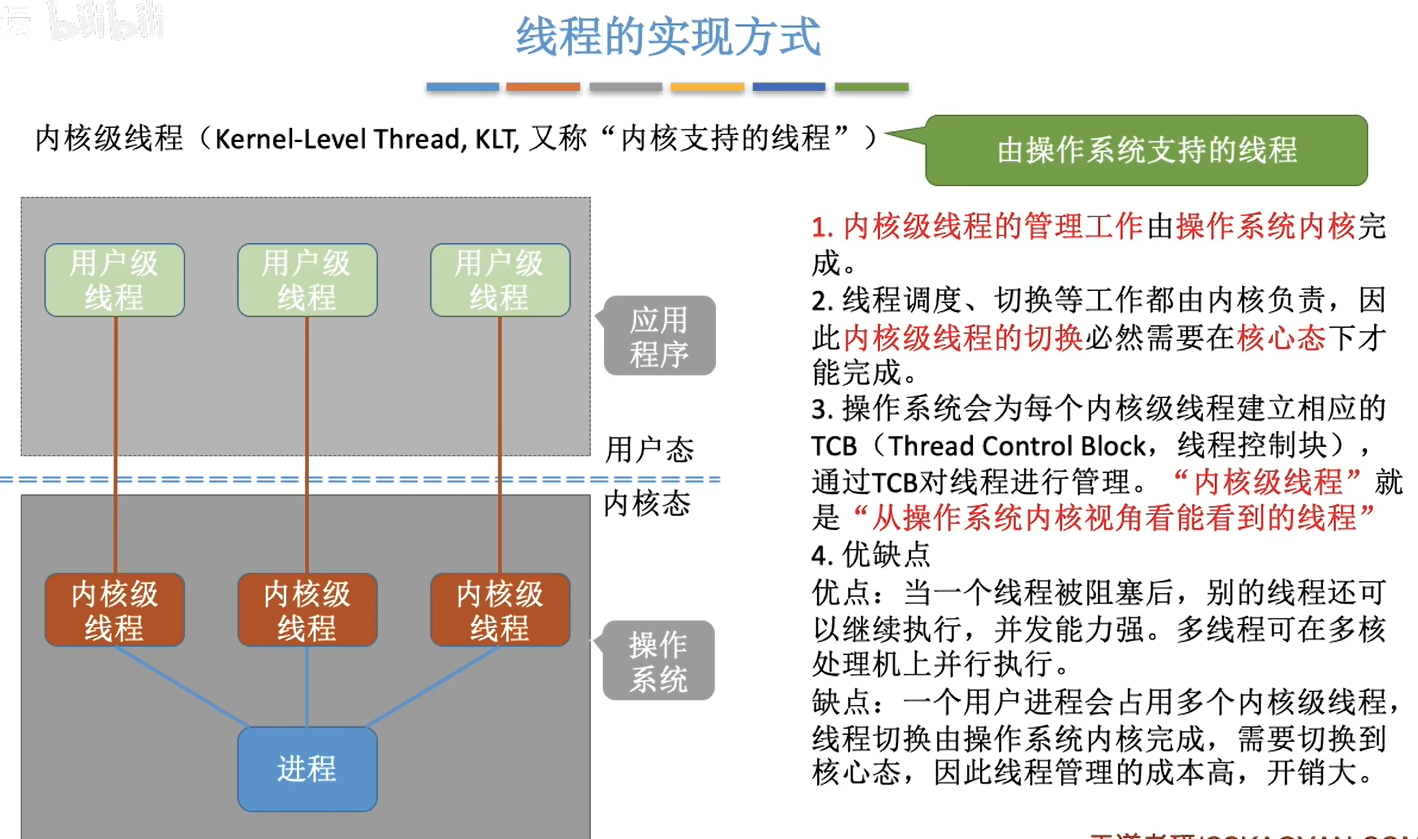 坛 bilibili
线程的实现方式
内核级线程（Kernel-Level Thread, KLT, 又称“内核支持的线程”）
由操作系统支持的线程
用户级
线程
用户级
线程
用户级
线程
应用
程序
用户态
内核态
内核级
线程
内核级
线程
内核级
线程
操作
系统
进程
1. 内核级线程的管理工作由操作系统内核完
成。
2. 线程调度、切换等工作都由内核负责，因
此内核级线程的切换必然需要在核心态下才
能完成。
3. 操作系统会为每个内核级线程建立相应的
TCB（Thread Control Block，线程控制块），
通过TCB对线程进行管理。“内核级线程”就
是“从操作系统内核视角看能看到的线程”
4. 优缺点
优点：当一个线程被阻塞后，别的线程还可
以继续执行，并发能力强。多线程可在多核
处理机上并行执行。
缺点：一个用户进程会占用多个内核级线程，
线程切换由操作系统内核完成，需要切换到
核心态，因此线程管理的成本高，开销大。